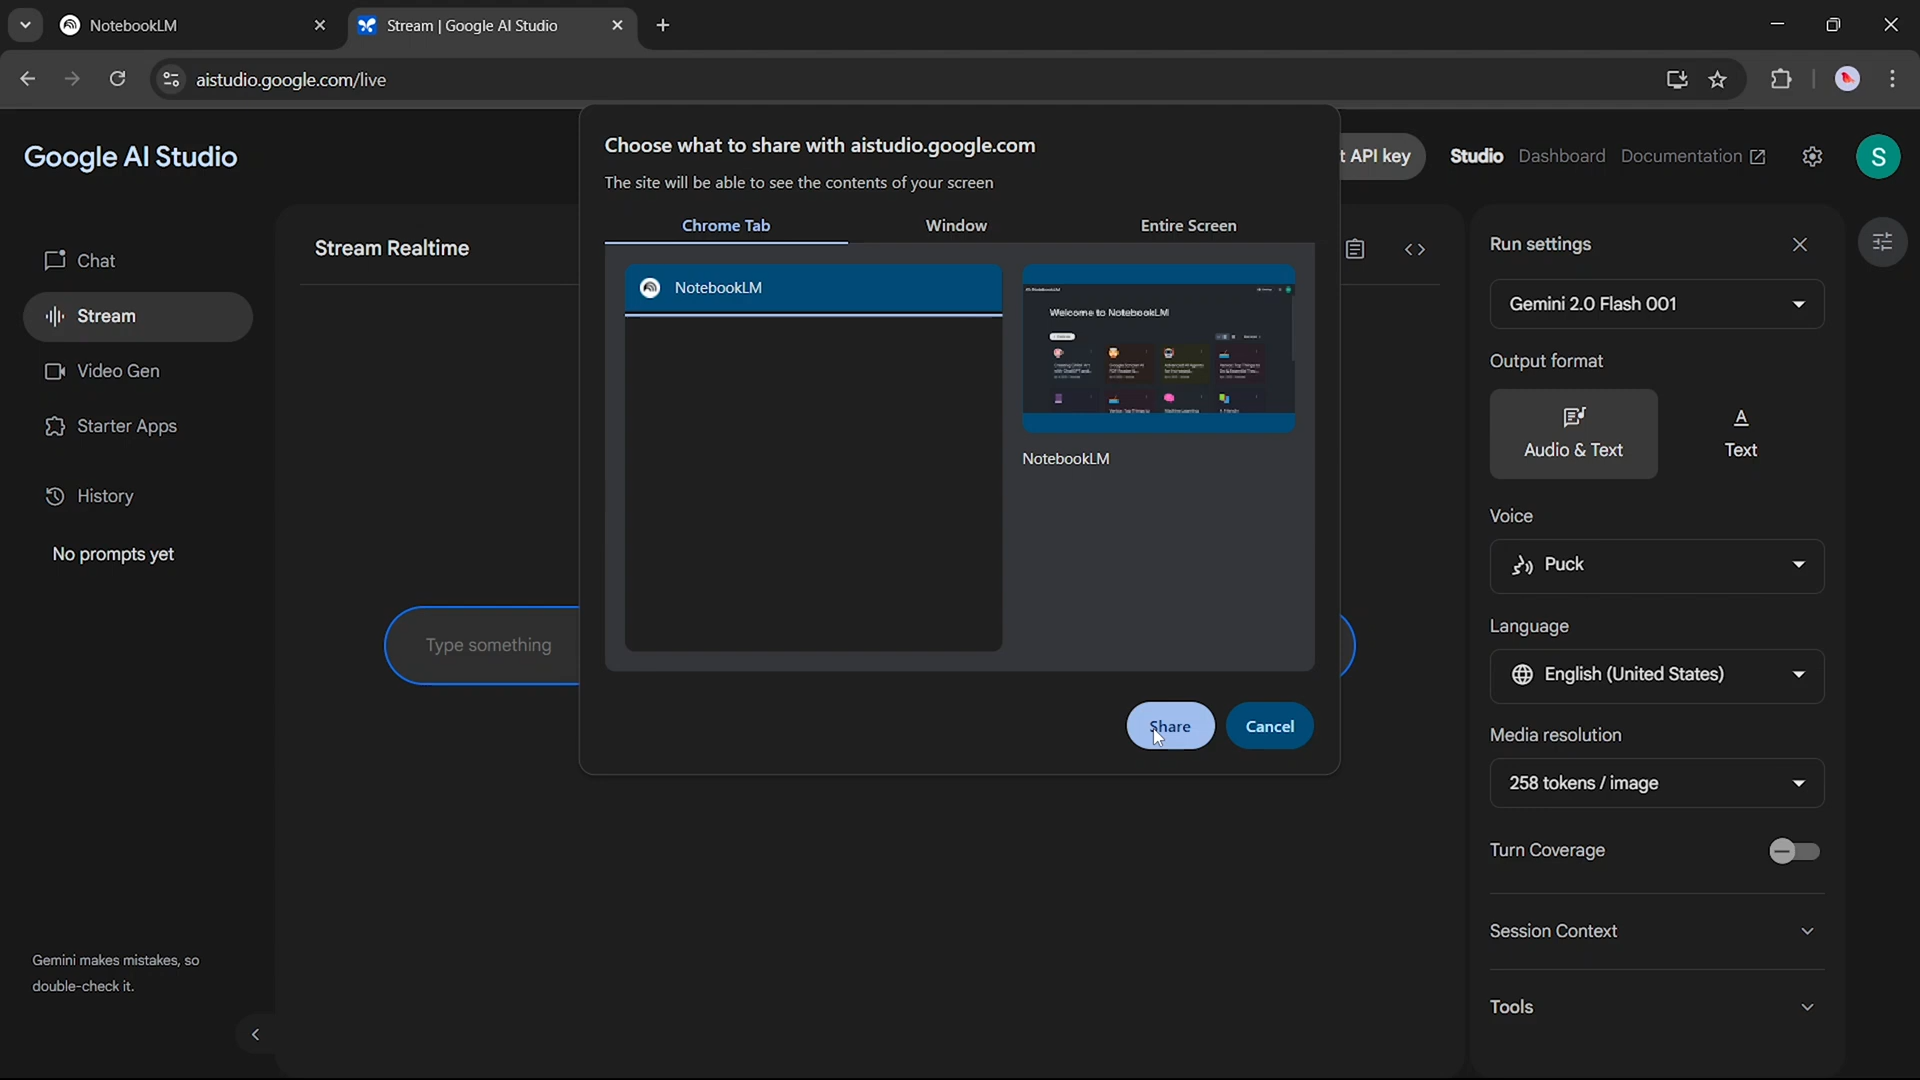 NotebookLM
Stream | Google AI Studio
aistudio.google.com/live
Google AI Studio
t API key
Studio
Dashboard
Documentation
S
Chat
Stream
Video Gen
Starter Apps
History
No prompts yet
Gemini makes mistakes, so
double-check it.
Stream Realtime
Type something
Choose what to share with aistudio.google.com
The site will be able to see the contents of your screen
Chrome Tab
Window
Entire Screen
NotebookLM
Welcome to NotebookLM
NotebookLM
Share
Cancel
Run settings
Gemini 2.0 Flash 001
Output format
Audio & Text
A
Text
Voice
Puck
Language
English (United States)
Media resolution
258 tokens / image
Turn Coverage
Session Context
Tools